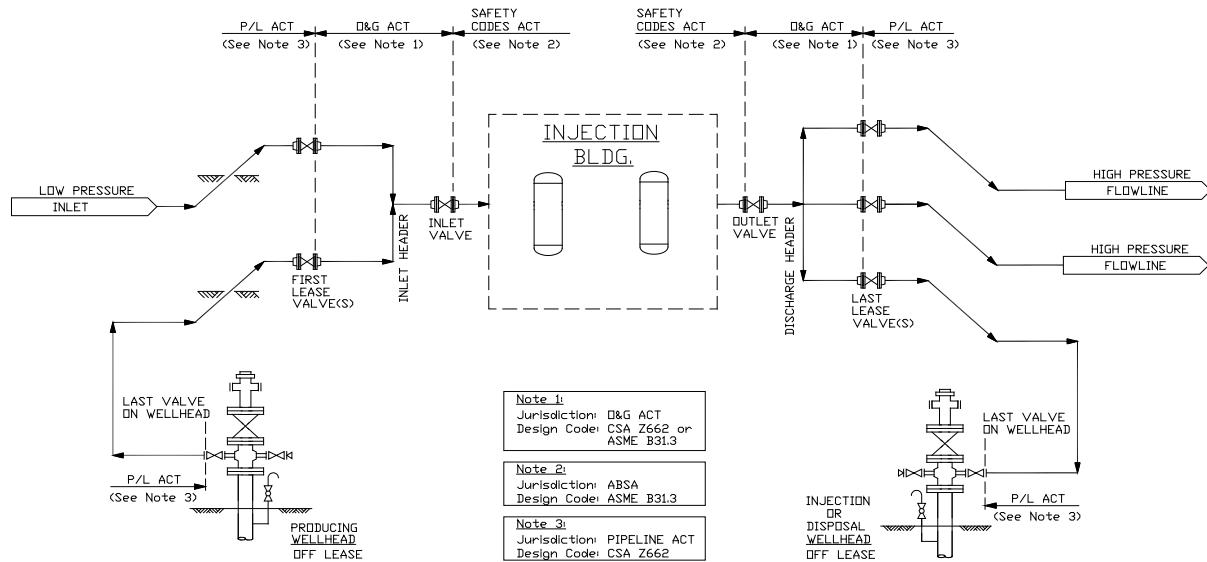 P/L ACT
(See Note 3)
O&G ACT
(See Note 1)
SAFETY
CODES ACT
(See Note 2)
SAFETY
CODES ACT
(See Note 2)
O&G ACT
(See Note 1)
P/L ACT
(See Note 3)
INJECTION
BLDG.
LOW PRESSURE
INLET
FIRST
LEASE
VALVE(S)
INLET HEADER
INLET
VALVE
OUTLET
VALVE
DISCHARGE HEADER
LAST
LEASE
VALVE(S)
HIGH PRESSURE
FLOWLINE
HIGH PRESSURE
FLOWLINE
LAST VALVE
ON WELLHEAD
P/L ACT
(See Note 3)
PRODUCING
WELLHEAD
OFF LEASE
Note 1:
Jurisdiction: O&G ACT
Design Code: CSA Z662 or
ASME B31.3
Note 2:
Jurisdiction: ABSA
Design Code: ASME B31.3
Note 3:
Jurisdiction: PIPELINE ACT
Design Code: CSA Z662
LAST VALVE
ON WELLHEAD
P/L ACT
(See Note 3)
INJECTION
OR
DISPOSAL
WELLHEAD
OFF LEASE